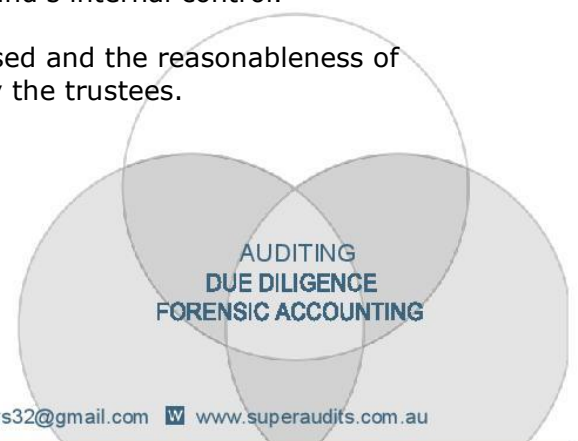 and's internal control.
sed and the reasonableness of
y the trustees.
AUDITING
DUE DILIGENCE
FORENSIC ACCOUNTING
s32@gmail.com W www.superaudits.com.au